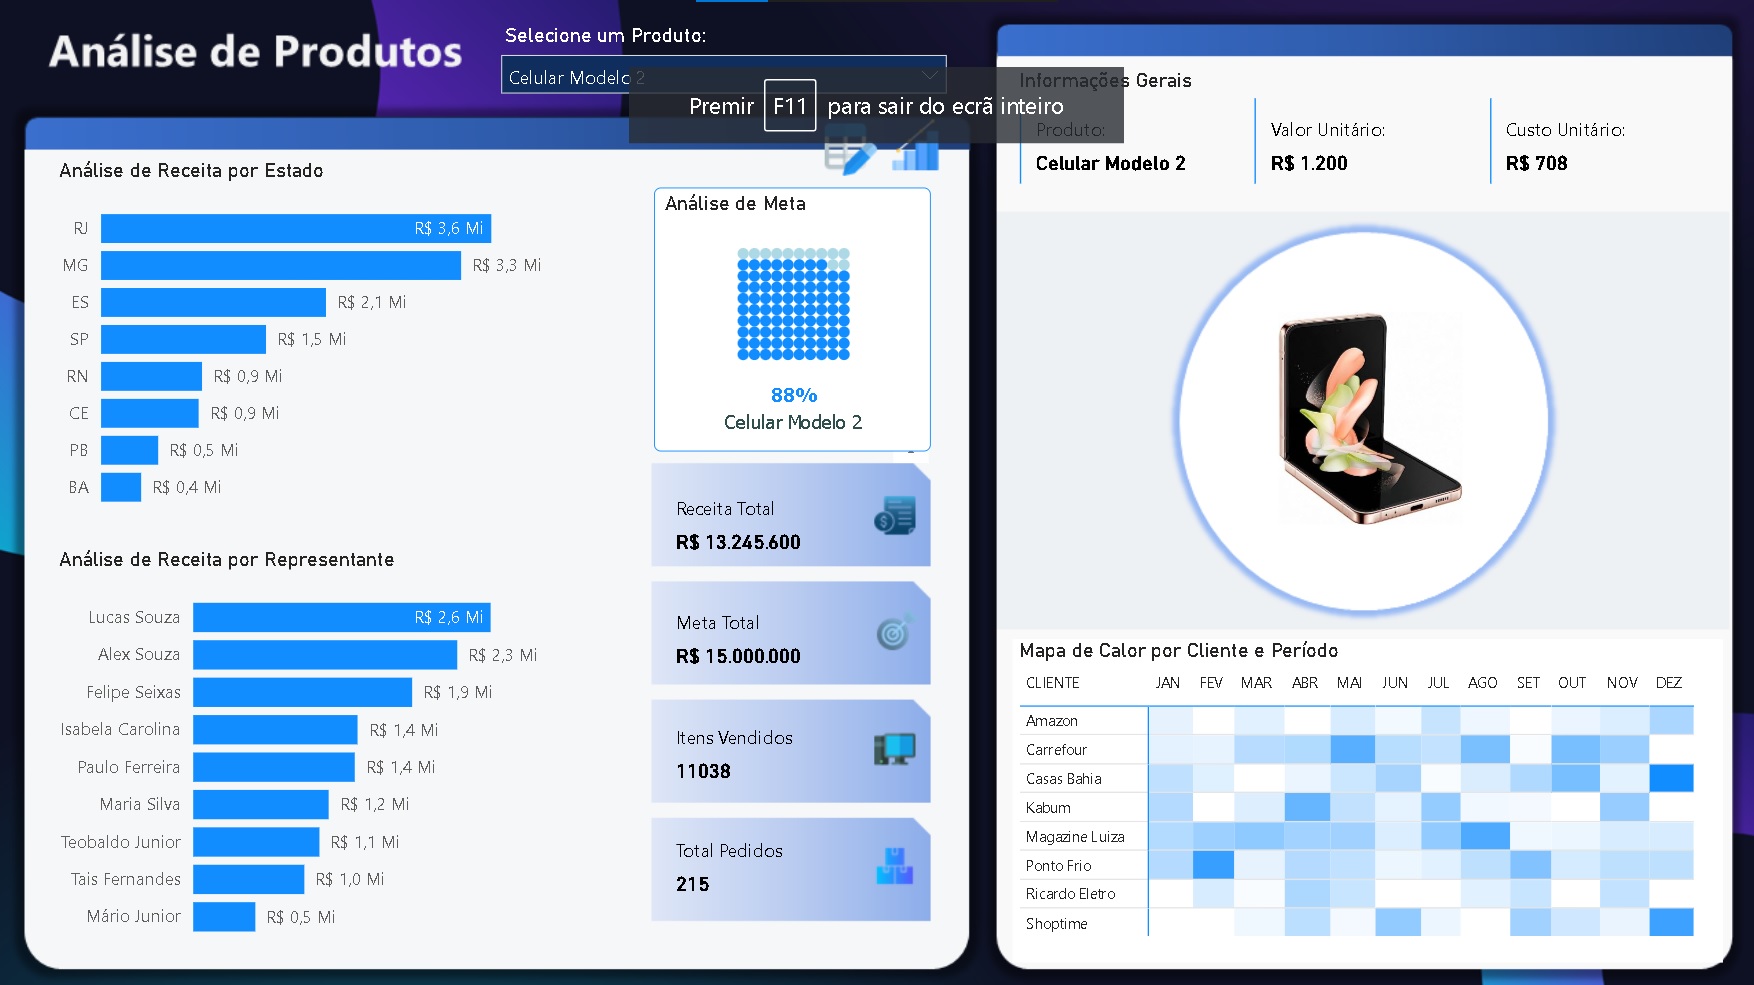 Análise de Produtos
Selecione um Produto:
Celular Modelo 2
Premir F11 para sair do ecrã inteiro
Análise de Receita por Estado
RJ R$ 3,6 Mi
MG R$ 3,3 Mi
ES R$ 2,1 Mi
SP R$ 1,5 Mi
RN R$ 0,9 Mi
CE R$ 0,9 Mi
PB R$ 0,5 Mi
BA R$ 0,4 Mi
Análise de Receita por Representante
Lucas Souza R$ 2,6 Mi
Alex Souza R$ 2,3 Mi
Felipe Seixas R$ 1,9 Mi
Isabela Carolina R$ 1,4 Mi
Paulo Ferreira R$ 1,4 Mi
Maria Silva R$ 1,2 Mi
Teobaldo Junior R$ 1,1 Mi
Tais Fernandes R$ 1,0 Mi
Mário Junior R$ 0,5 Mi
Análise de Meta
88%
Celular Modelo 2
Receita Total
R$ 13.245.600
Meta Total
R$ 15.000.000
Itens Vendidos
11038
Total Pedidos
215
Informações Gerais
Produto:
Celular Modelo 2
Valor Unitário:
R$ 1.200
Custo Unitário:
R$ 708
Mapa de Calor por Cliente e Período
CLIENTE JAN FEV MAR ABR MAI JUN JUL AGO SET OUT NOV DEZ
Amazon
Carrefour
Casas Bahia
Kabum
Magazine Luiza
Ponto Frio
Ricardo Eletro
Shoptime